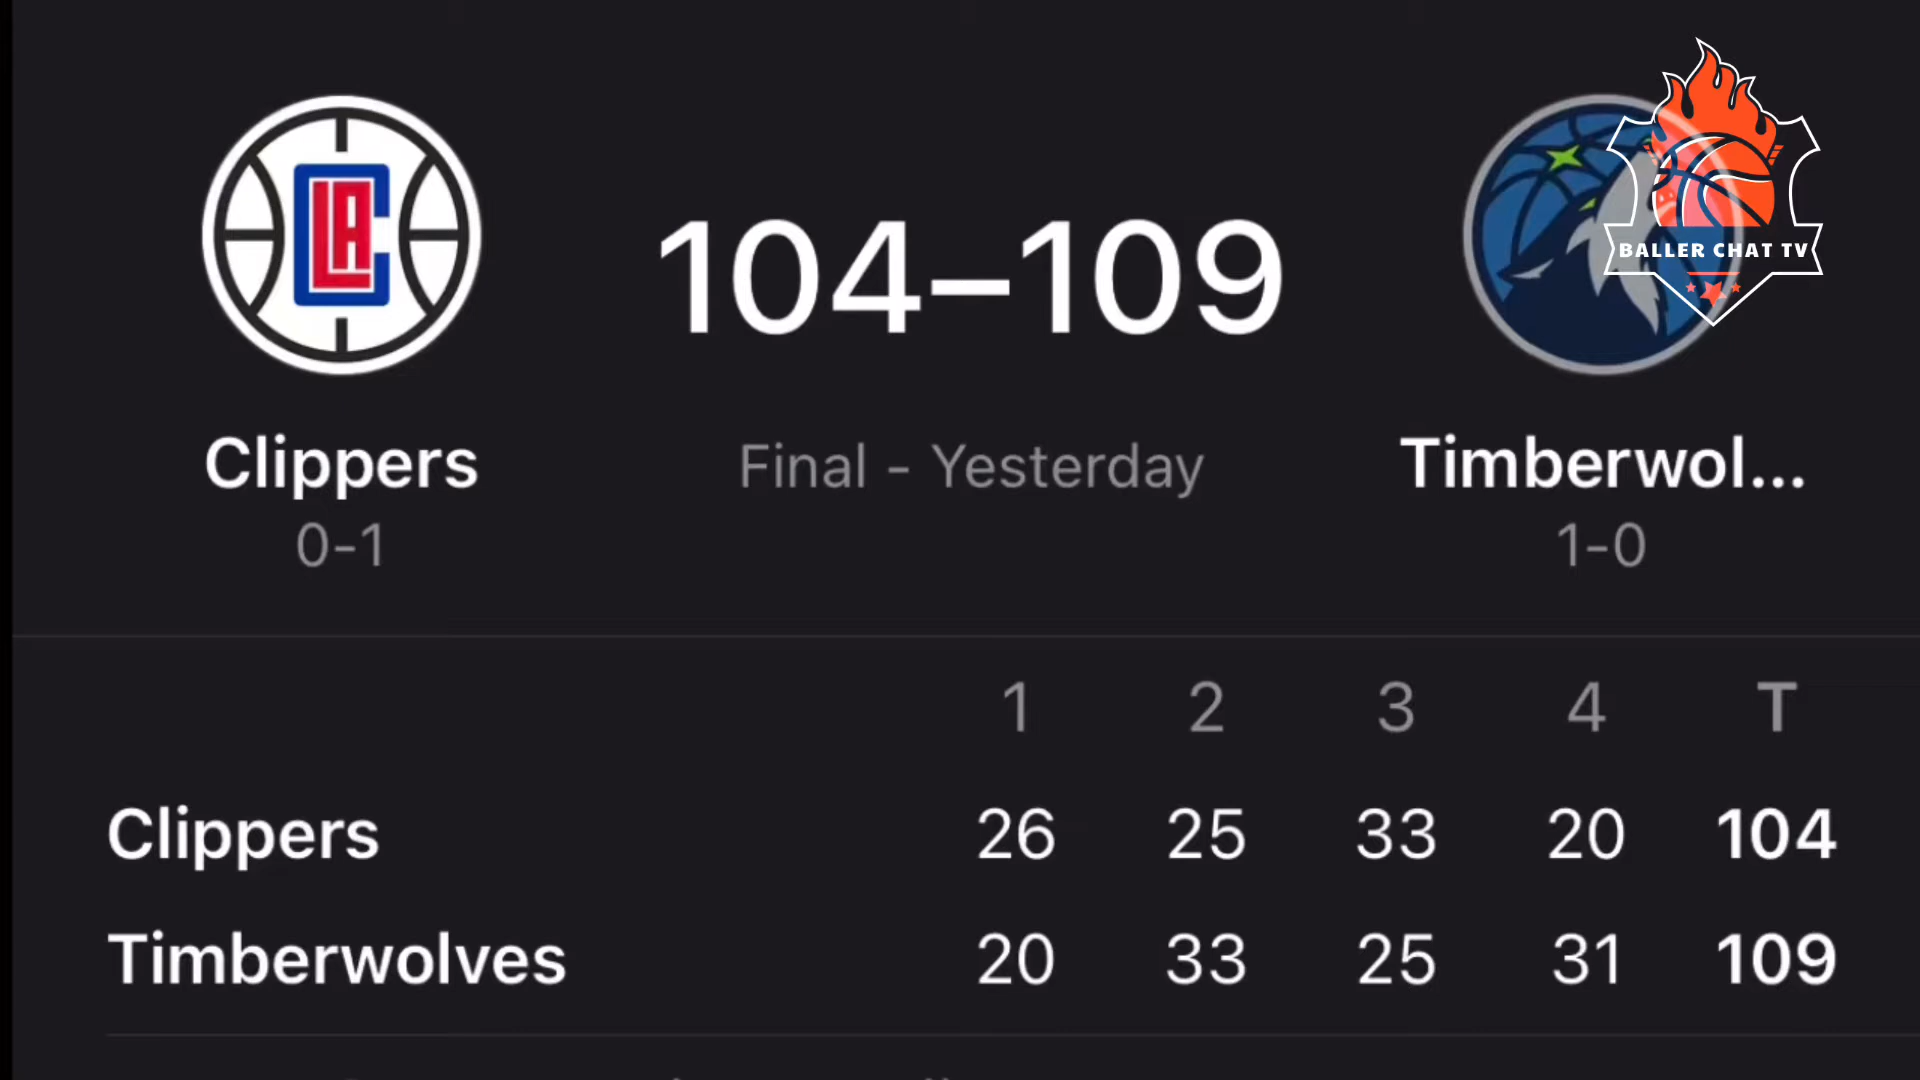 LA
104–109
BALLER CHAT TV
Clippers
Final - Yesterday
Timberwol...
0-1
1-0
1 2 3 4 T
Clippers 26 25 33 20 104
Timberwolves 20 33 25 31 109